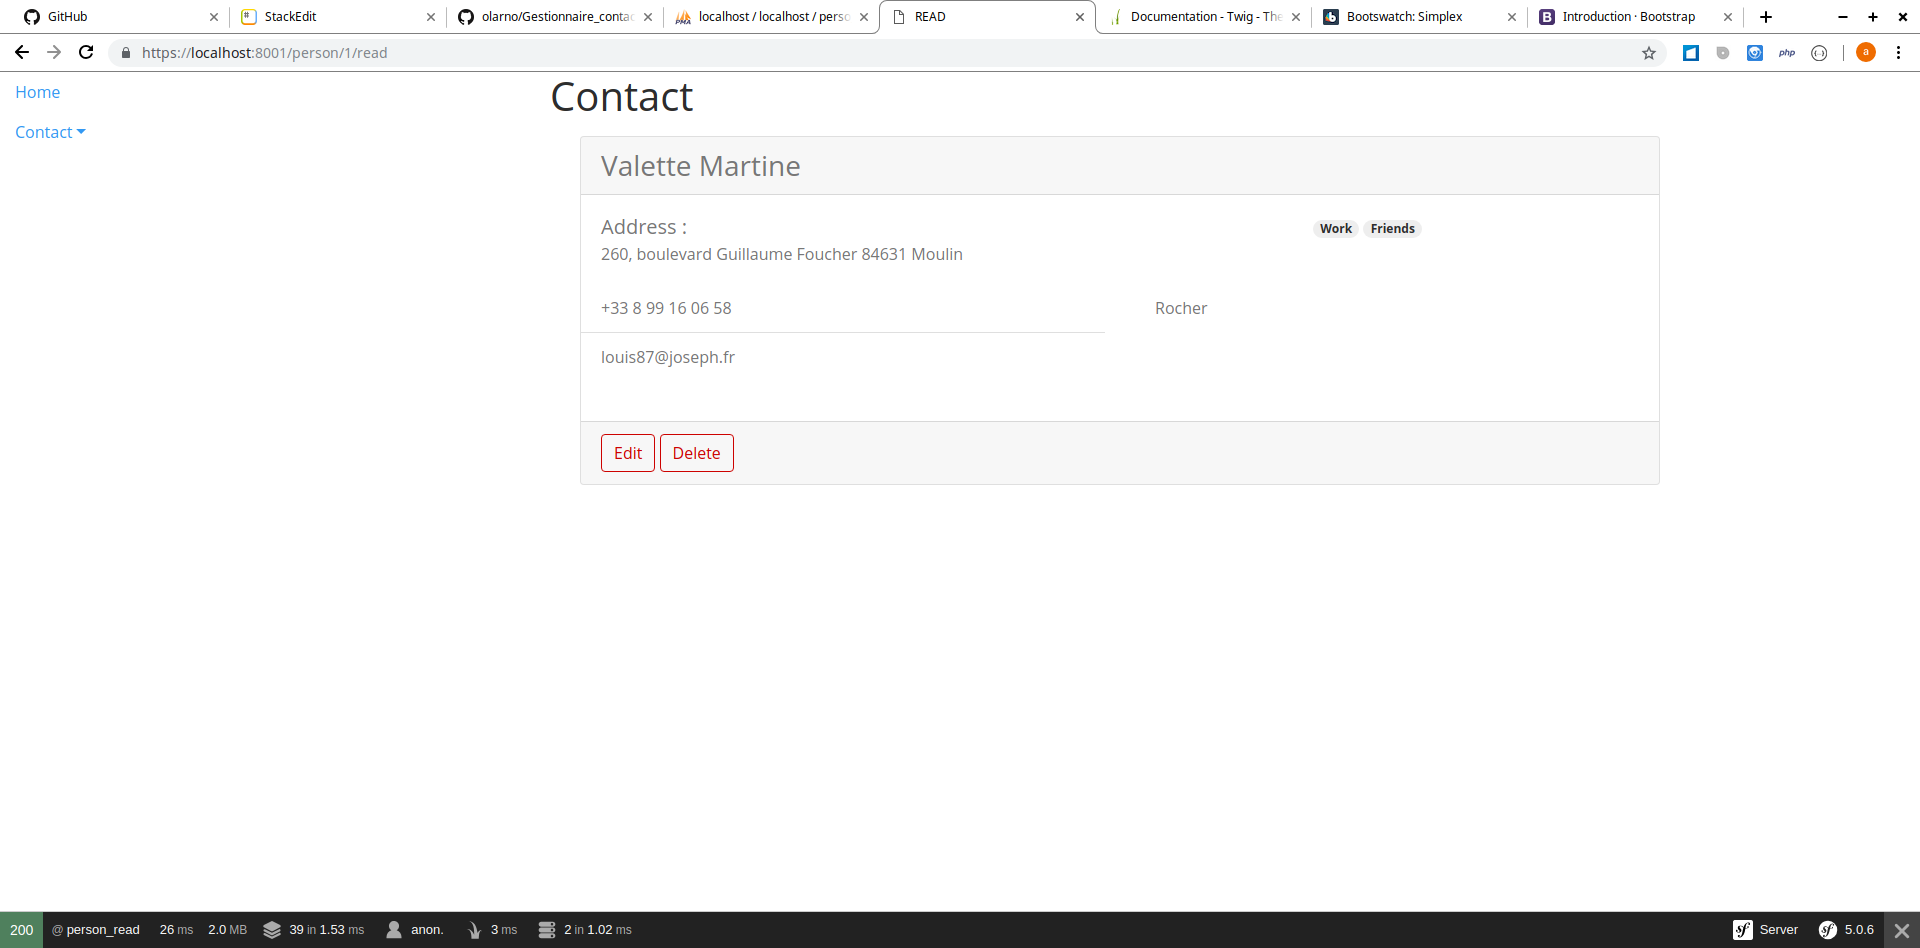 GitHub
StackEdit
olarno/Gestionnaire_conta
localhost / localhost / perso
READ
Documentation - Twig - The
Bootswatch: Simplex
Introduction · Bootstrap
https://localhost:8001/person/1/read
php
a
Home
Contact
Contact
Valette Martine
Address :
Work Friends
260, boulevard Guillaume Foucher 84631 Moulin
+33 8 99 16 06 58
Rocher
louis87@joseph.fr
Edit Delete
200 @ person_read 26 ms 2.0 MB 39 in 1.53 ms anon. 3 ms 2 in 1.02 ms Server 5.0.6